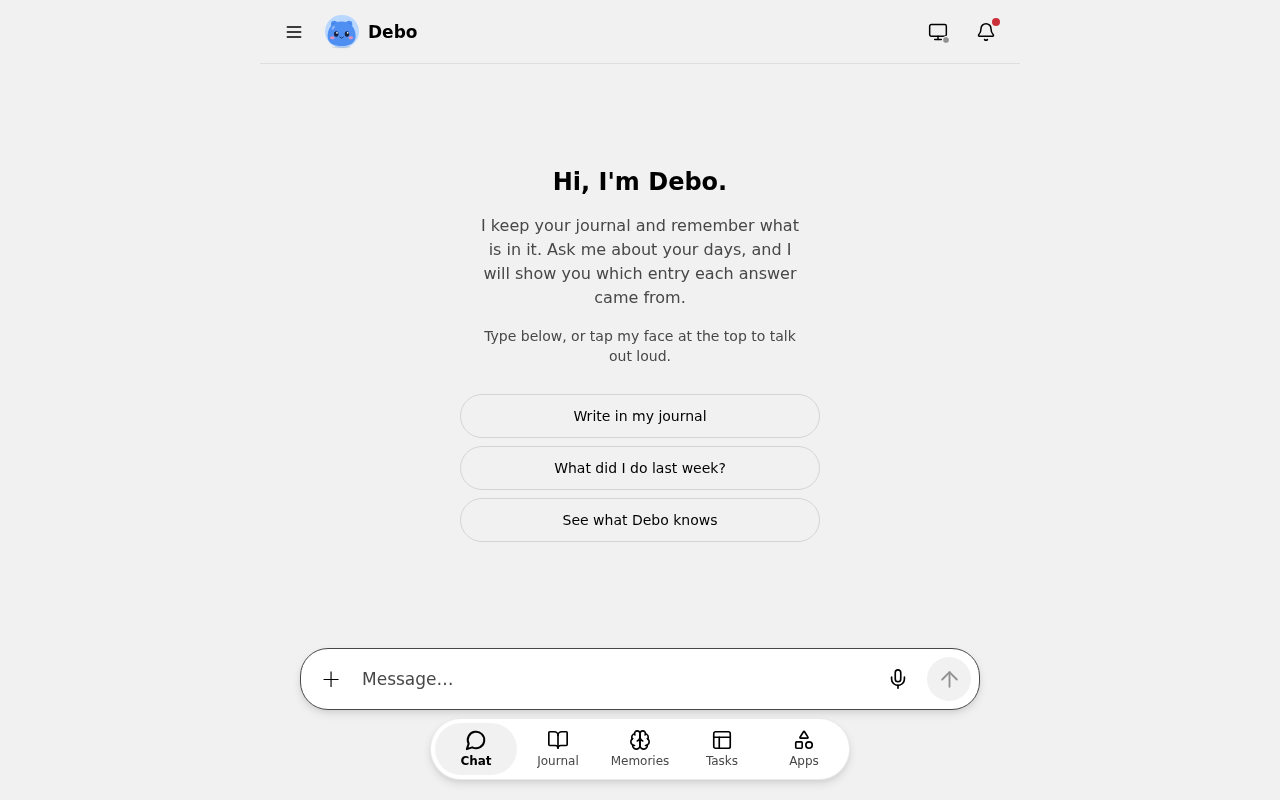 Debo
Hi, I'm Debo.
I keep your journal and remember what
is in it. Ask me about your days, and I
will show you which entry each answer
came from.
Type below, or tap my face at the top to talk
out loud.
Write in my journal
What did I do last week?
See what Debo knows
Message…
Chat
Journal
Memories
Tasks
Apps